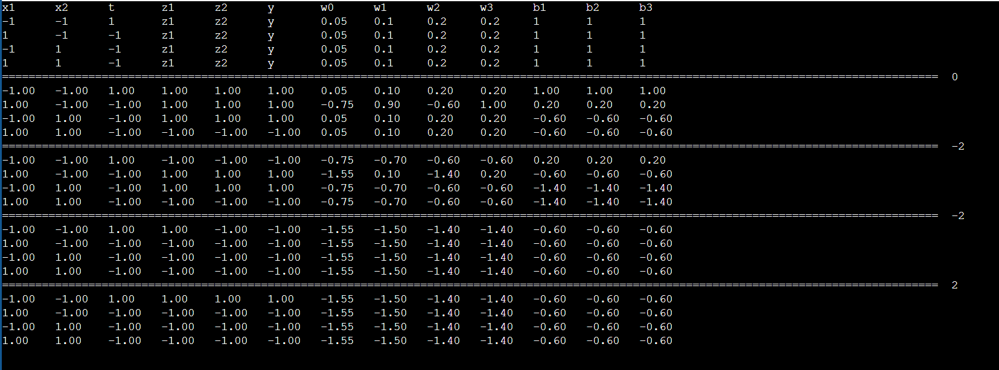 x1 x2 t z1 z2 y w0 w1 w2 w3 b1 b2 b3
-1 -1 1 z1 z2 y 0.05 0.1 0.2 0.2 1 1 1
1 -1 -1 z1 z2 y 0.05 0.1 0.2 0.2 1 1 1
-1 1 -1 z1 z2 y 0.05 0.1 0.2 0.2 1 1 1
1 1 -1 z1 z2 y 0.05 0.1 0.2 0.2 1 1 1
============================================================================================================================================= 0
-1.00 -1.00 1.00 1.00 1.00 1.00 0.05 0.10 0.20 0.20 1.00 1.00 1.00
1.00 -1.00 -1.00 1.00 1.00 1.00 -0.75 0.90 -0.60 1.00 0.20 0.20 0.20
-1.00 1.00 -1.00 1.00 1.00 1.00 0.05 0.10 0.20 0.20 -0.60 -0.60 -0.60
1.00 1.00 -1.00 -1.00 -1.00 -1.00 0.05 0.10 0.20 0.20 -0.60 -0.60 -0.60
============================================================================================================================================= -2
-1.00 -1.00 1.00 -1.00 -1.00 -1.00 -0.75 -0.70 -0.60 -0.60 0.20 0.20 0.20
1.00 -1.00 -1.00 1.00 1.00 1.00 -1.55 0.10 -1.40 0.20 -0.60 -0.60 -0.60
-1.00 1.00 -1.00 1.00 1.00 1.00 -0.75 -0.70 -0.60 -0.60 -1.40 -1.40 -1.40
1.00 1.00 -1.00 -1.00 -1.00 -1.00 -0.75 -0.70 -0.60 -0.60 -1.40 -1.40 -1.40
============================================================================================================================================= -2
-1.00 -1.00 1.00 1.00 -1.00 -1.00 -1.55 -1.50 -1.40 -1.40 -0.60 -0.60 -0.60
1.00 -1.00 -1.00 -1.00 -1.00 -1.00 -1.55 -1.50 -1.40 -1.40 -0.60 -0.60 -0.60
-1.00 1.00 -1.00 -1.00 -1.00 -1.00 -1.55 -1.50 -1.40 -1.40 -0.60 -0.60 -0.60
1.00 1.00 -1.00 -1.00 -1.00 -1.00 -1.55 -1.50 -1.40 -1.40 -0.60 -0.60 -0.60
============================================================================================================================================= 2
-1.00 -1.00 1.00 1.00 1.00 1.00 -1.55 -1.50 -1.40 -1.40 -0.60 -0.60 -0.60
1.00 -1.00 -1.00 -1.00 -1.00 -1.00 -1.55 -1.50 -1.40 -1.40 -0.60 -0.60 -0.60
-1.00 1.00 -1.00 -1.00 -1.00 -1.00 -1.55 -1.50 -1.40 -1.40 -0.60 -0.60 -0.60
1.00 1.00 -1.00 -1.00 -1.00 -1.00 -1.55 -1.50 -1.40 -1.40 -0.60 -0.60 -0.60